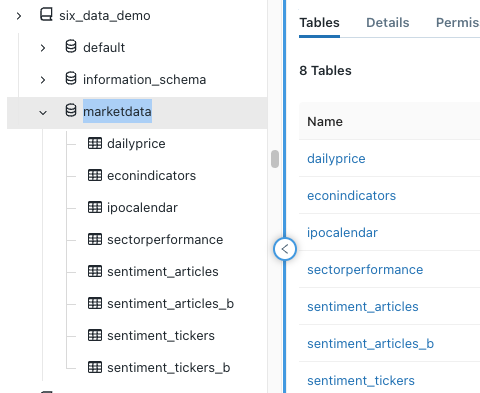 six_data_demo
default
information_schema
marketdata
dailyprice
econindicators
ipocalendar
sectorperformance
sentiment_articles
sentiment_articles_b
sentiment_tickers
sentiment_tickers_b
Tables Details Permis
8 Tables
Name
dailyprice
econindicators
ipocalendar
sectorperformance
sentiment_articles
sentiment_articles_b
sentiment_tickers